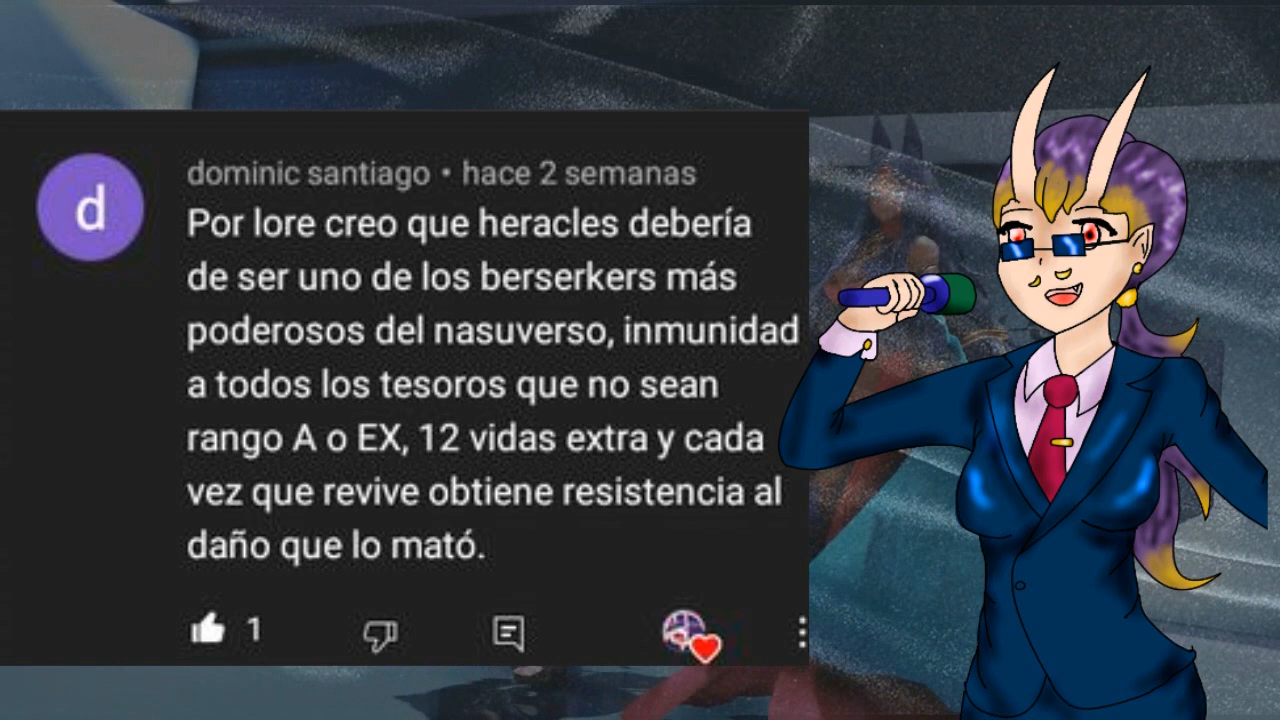 d
dominic santiago • hace 2 semanas
Por lore creo que heracles debería
de ser uno de los berserkers más
poderosos del nasuverso, inmunidad
a todos los tesoros que no sean
rango A o EX, 12 vidas extra y cada
vez que revive obtiene resistencia al
daño que lo mató.
1